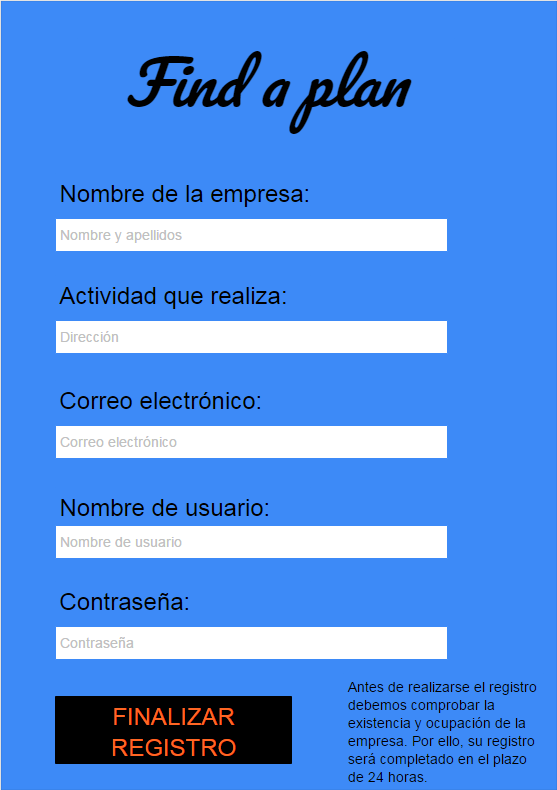 Find a plan
Nombre de la empresa:
Nombre y apellidos
Actividad que realiza:
Dirección
Correo electrónico:
Correo electrónico
Nombre de usuario:
Nombre de usuario
Contraseña:
Contraseña
FINALIZAR
REGISTRO
Antes de realizarse el registro
debemos comprobar la
existencia y ocupación de la
empresa. Por ello, su registro
será completado en el plazo
de 24 horas.